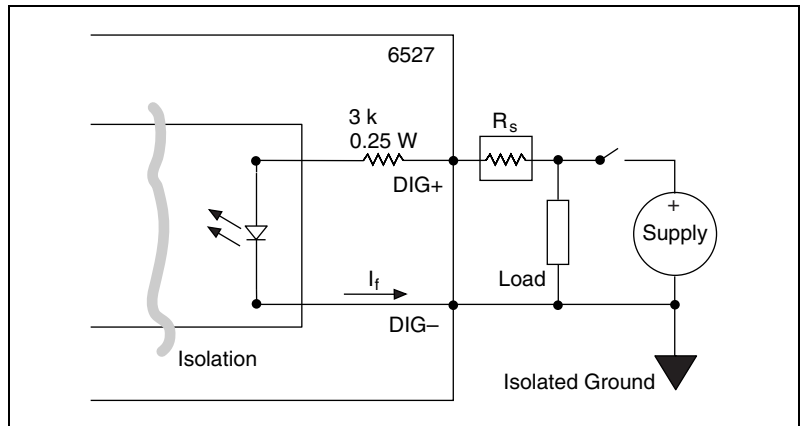 6527
3 k
0.25 W
Rs
DIG+
+
Supply
Load
If
DIG–
Isolation
Isolated Ground